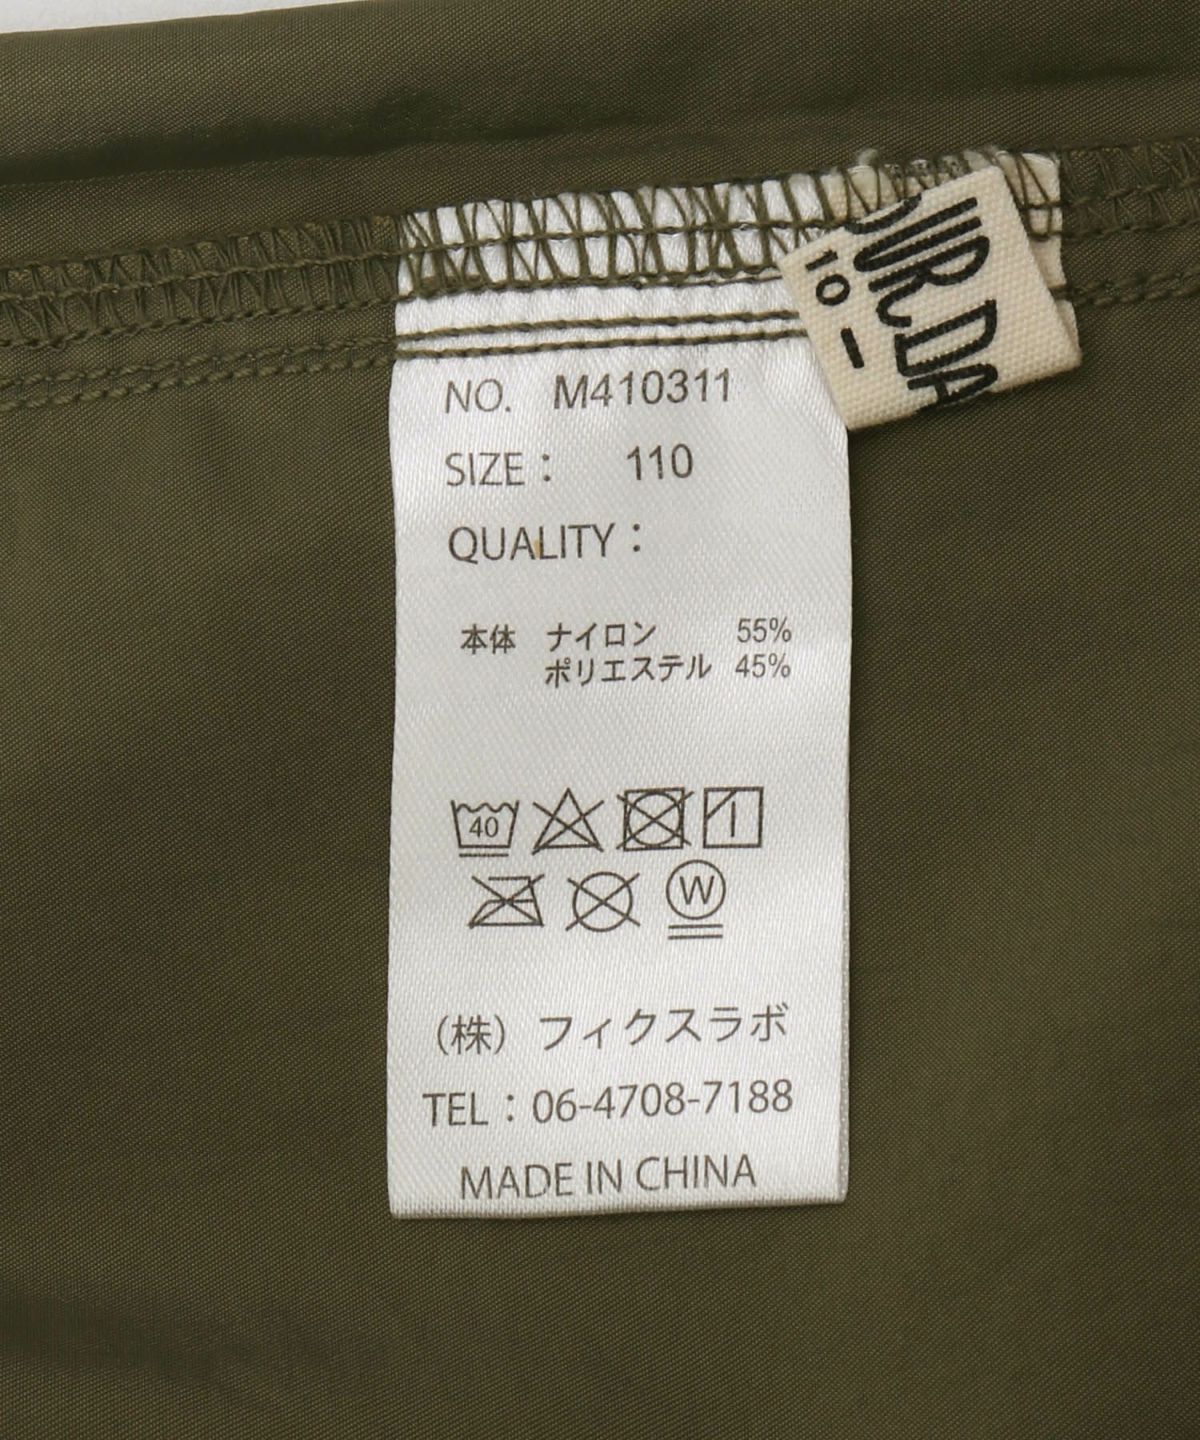 NO. M410311
SIZE： 110
QUALITY：
本体 ナイロン 55%
ポリエステル 45%
40
W
(株) フィクスラボ
TEL：06-4708-7188
MADE IN CHINA